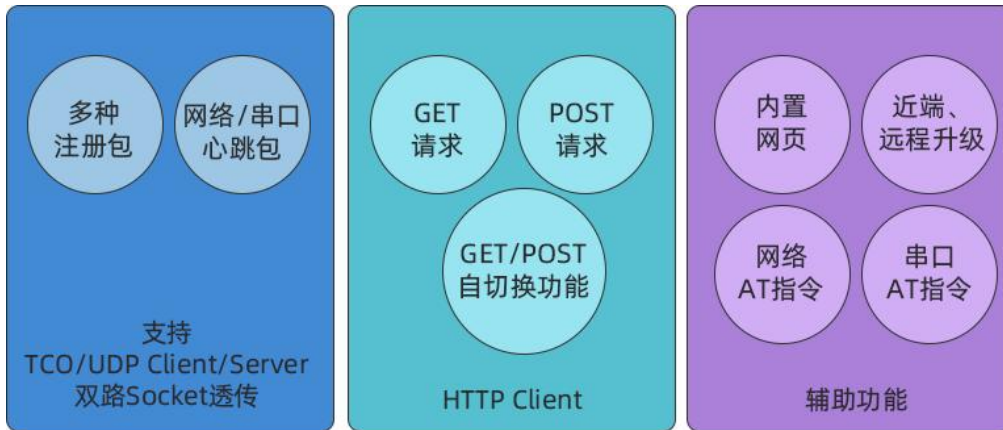 多种
注册包
网络/串口
心跳包
支持
TCO/UDP Client/Server
双路Socket透传
GET
请求
POST
请求
GET/POST
自切换功能
HTTP Client
内置
网页
近端、
远程升级
网络
AT指令
串口
AT指令
辅助功能